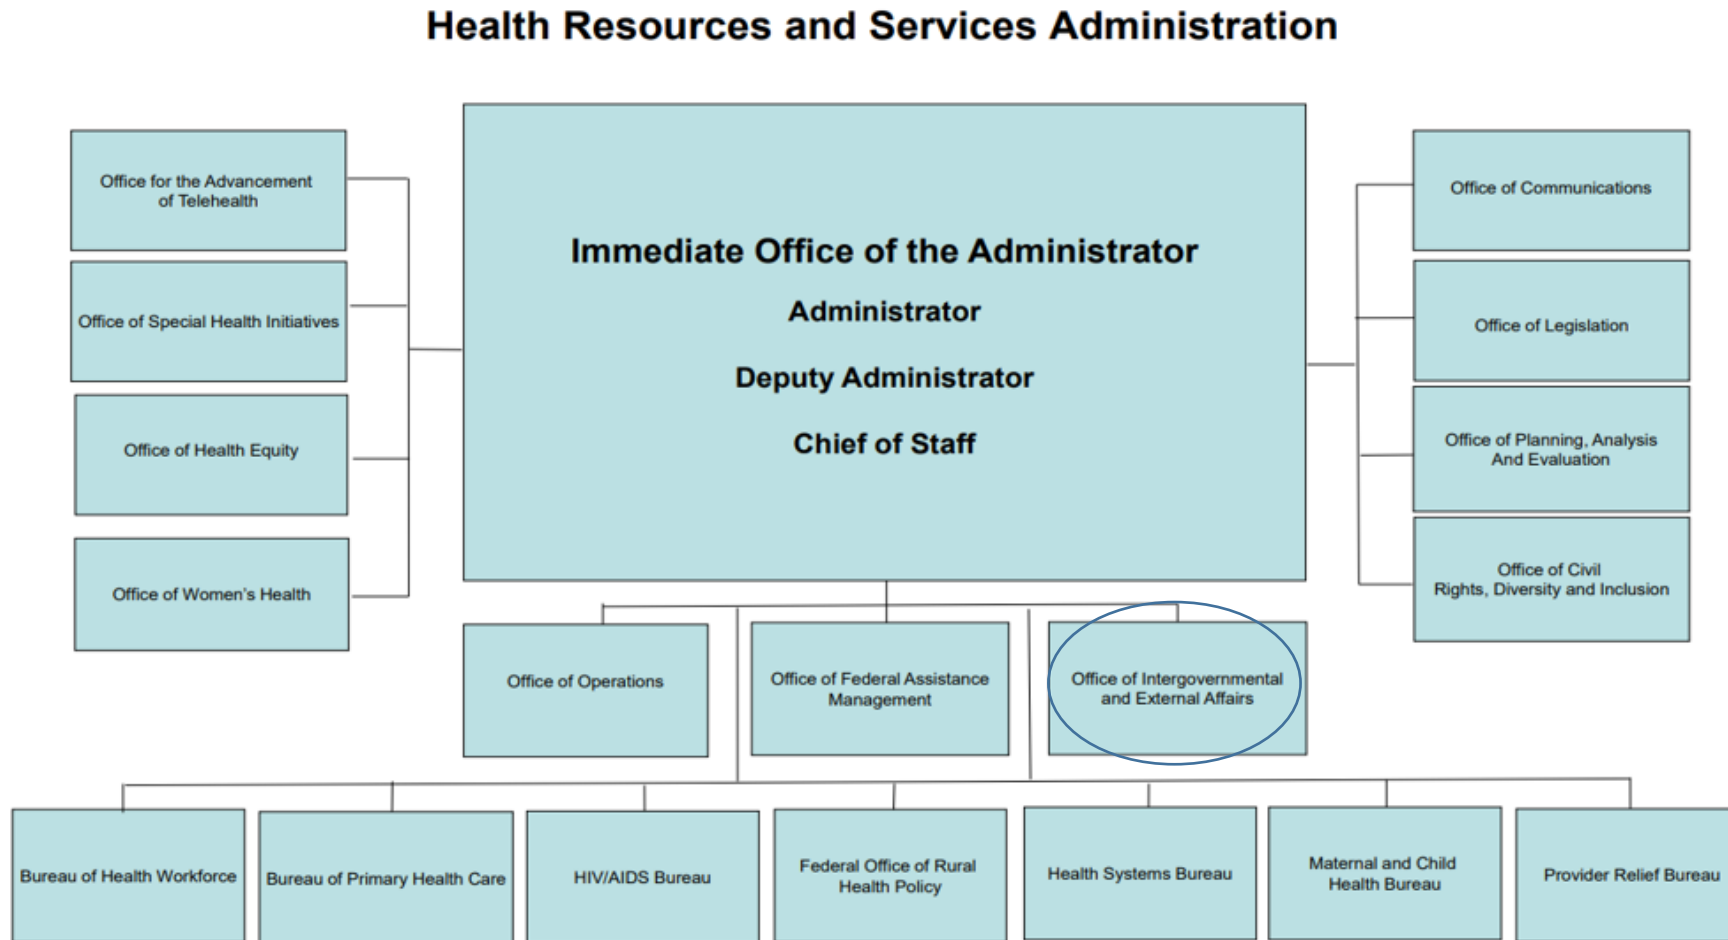 Health Resources and Services Administration
Office for the Advancement
of Telehealth
Office of Special Health Initiatives
Office of Health Equity
Office of Women's Health
Immediate Office of the Administrator
Administrator
Deputy Administrator
Chief of Staff
Office of Communications
Office of Legislation
Office of Planning, Analysis
And Evaluation
Office of Civil
Rights, Diversity and Inclusion
Office of Operations
Office of Federal Assistance
Management
Office of Intergovernmental
and External Affairs
Bureau of Health Workforce
Bureau of Primary Health Care
HIV/AIDS Bureau
Federal Office of Rural
Health Policy
Health Systems Bureau
Maternal and Child
Health Bureau
Provider Relief Bureau